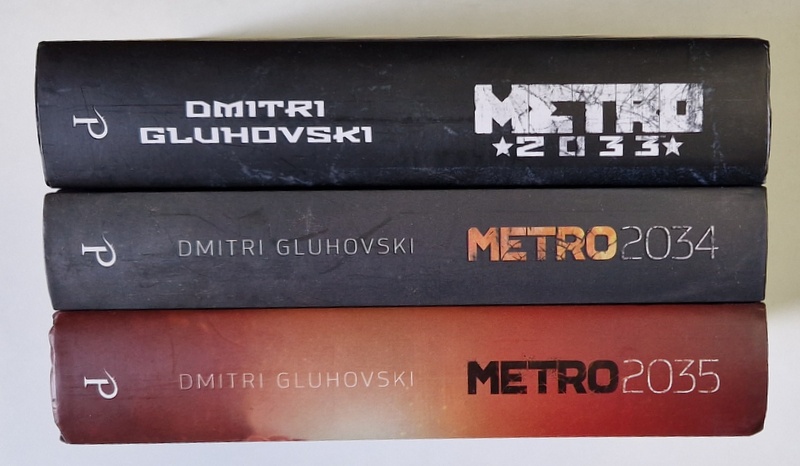 P
DMITRI
GLUHOVSKI
METRO
★2033★
P
DMITRI GLUHOVSKI
METRO2034
P
DMITRI GLUHOVSKI
METRO2035